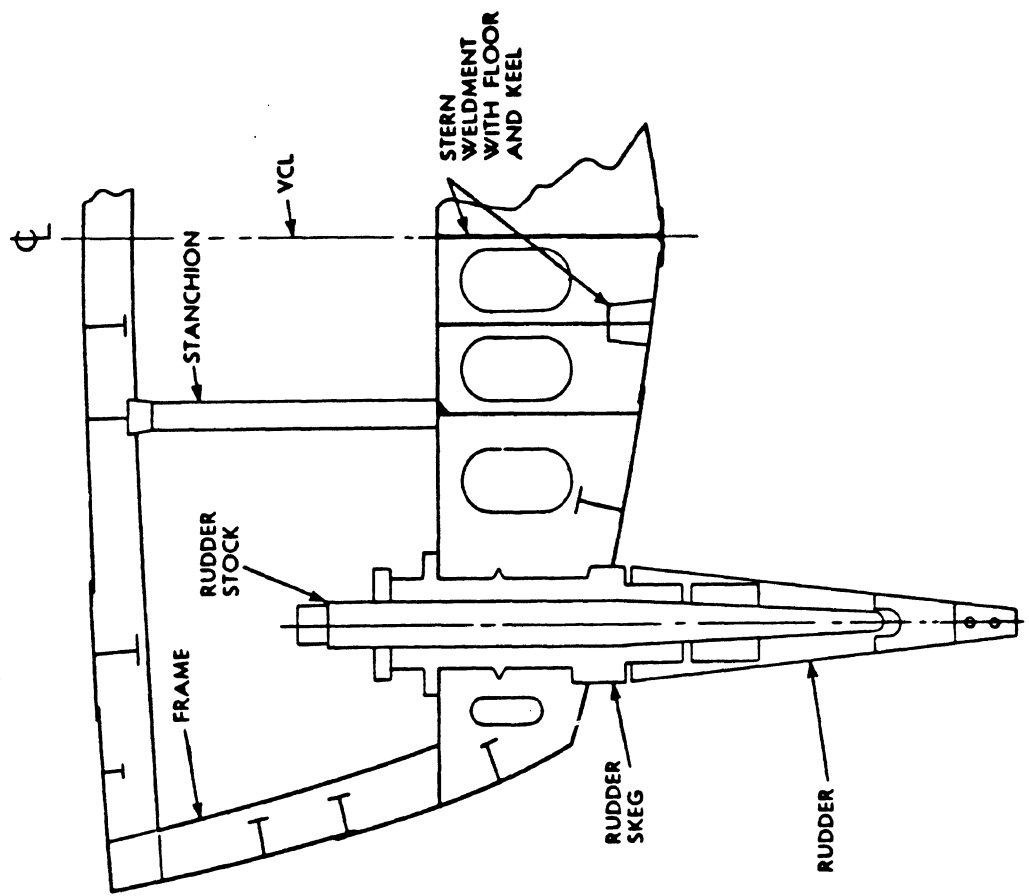 ℄
VCL
STERN
WELDMENT
WITH FLOOR
AND KEEL
STANCHION
RUDDER
STOCK
FRAME
RUDDER
SKEG
RUDDER